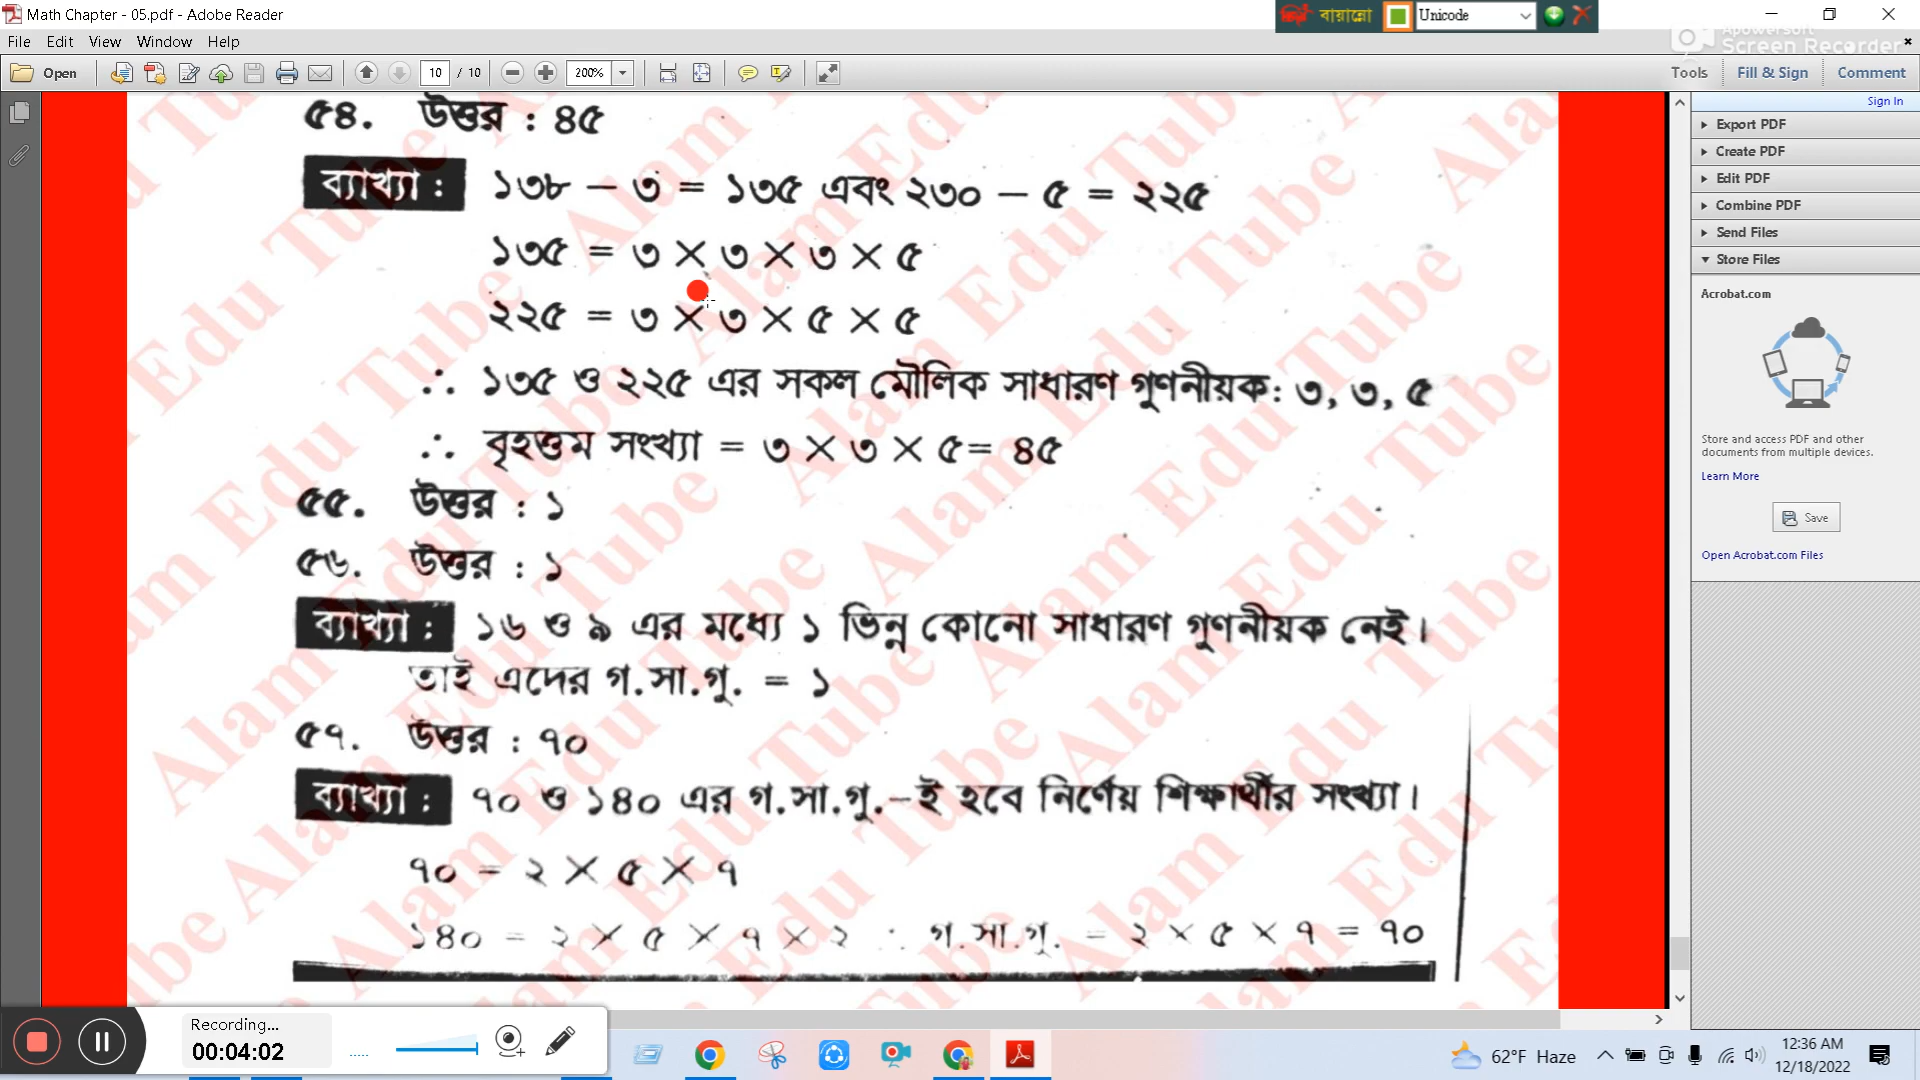 Math Chapter - 05.pdf - Adobe Reader
বায়ান্নো Unicode
Apowersoft
Screen Recorder
File Edit View Window Help
Open 10 / 10 200% Tools Fill & Sign Comment
Sign In
Export PDF
Create PDF
Edit PDF
Combine PDF
Send Files
Store Files
Acrobat.com
Store and access PDF and other
documents from multiple devices.
Learn More
Save
Open Acrobat.com Files
৫৪. উত্তর : ৪৫
ব্যাখ্যা : ১৩৮ – ৩ = ১৩৫ এবং ২৩০ – ৫ = ২২৫
১৩৫ = ৩ × ৩ × ৩ × ৫
২২৫ = ৩ × ৩ × ৫ × ৫
∴ ১৩৫ ও ২২৫ এর সকল মৌলিক সাধারণ গুণনীয়ক: ৩, ৩, ৫
∴ বৃহত্তম সংখ্যা = ৩ × ৩ × ৫= ৪৫
৫৫. উত্তর : ১
৫৬. উত্তর : ১
ব্যাখ্যা : ১৬ ও ৯ এর মধ্যে ১ ভিন্ন কোনো সাধারণ গুণনীয়ক নেই।
তাই এদের গ.সা.গু. = ১
৫৭. উত্তর : ৭০
ব্যাখ্যা : ৭০ ও ১৪০ এর গ.সা.গু.-ই হবে নির্ণেয় শিক্ষার্থীর সংখ্যা।
৭০ = ২ × ৫ × ৭
১৪০ = ২ × ৫ × ৭ × ২ ∴ গ.সা.গু. = ২ × ৫ × ৭ = ৭০
Alam Edu Tube
Recording...
00:04:02
62°F Haze
12:36 AM
12/18/2022